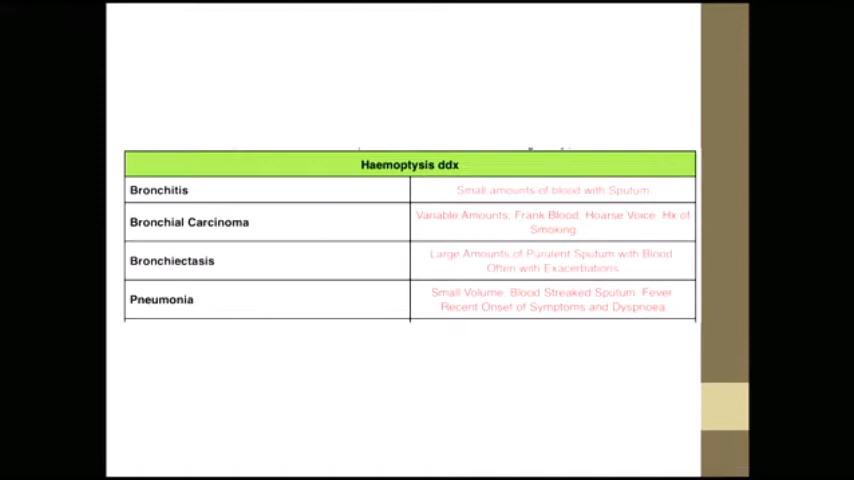 Haemoptysis ddx
Bronchitis
Small amounts of blood with Sputum.
Bronchial Carcinoma
Variable Amounts, Frank Blood, Hoarse Voice, Hx of
Smoking
Bronchiectasis
Large Amounts of Purulent Sputum with Blood
Often with Exacerbations
Pneumonia
Small Volume, Blood Streaked Sputum, Fever
Recent Onset of Symptoms and Dyspnoea